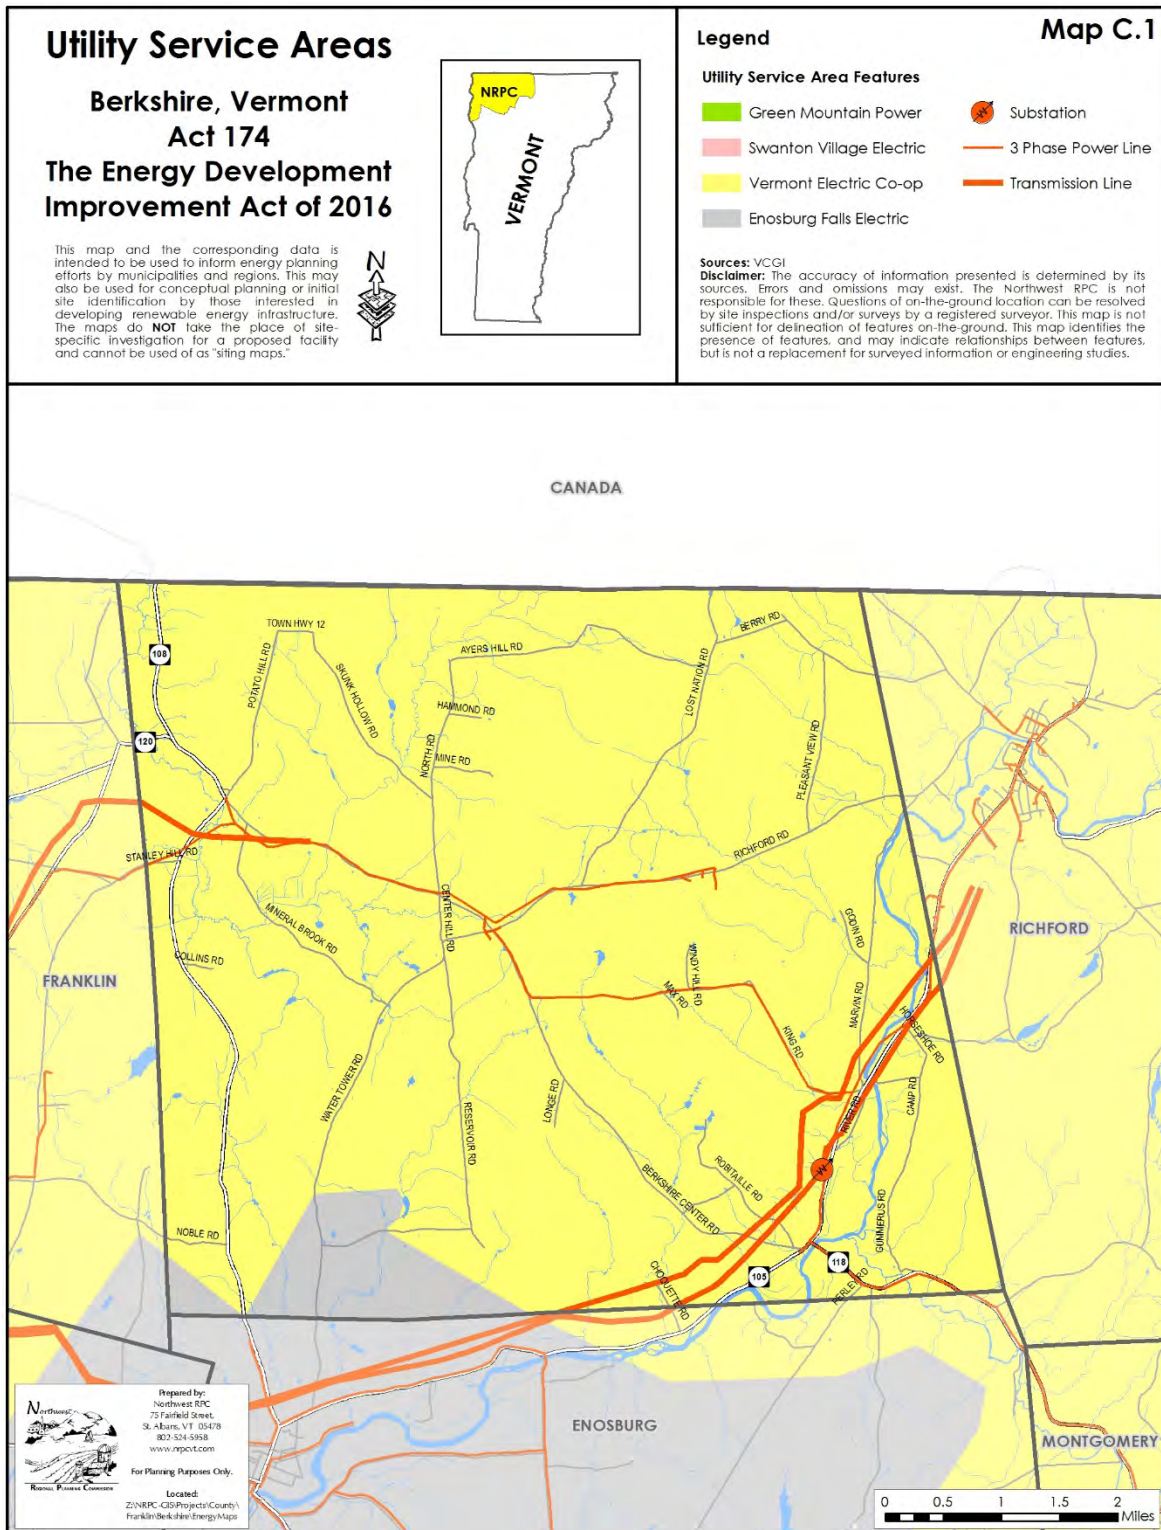 Utility Service Areas
Berkshire, Vermont
Act 174
The Energy Development
Improvement Act of 2016
This map and the corresponding data is
intended to be used to inform energy planning
efforts by municipalities and regions. This may
also be used for conceptual planning or initial
site identification by those interested in
developing renewable energy infrastructure.
The maps do NOT take the place of site-
specific investigation for a proposed facility
and cannot be used of as "siting maps."
N
NRPC
VERMONT
Map C.1
Legend
Utility Service Area Features
Green Mountain Power
Swanton Village Electric
Vermont Electric Co-op
Enosburg Falls Electric
Substation
3 Phase Power Line
Transmission Line
Sources: VCGI
Disclaimer: The accuracy of information presented is determined by its
sources. Errors and omissions may exist. The Northwest RPC is not
responsible for these. Questions of on-the-ground location can be resolved
by site inspections and/or surveys by a registered surveyor. This map is not
sufficient for delineation of features on-the-ground. This map identifies the
presence of features, and may indicate relationships between features,
but is not a replacement for surveyed information or engineering studies.
CANADA
TOWN HWY 12
BERRY RD
108
AYERS HILL RD
POTATO HILL RD
SKUNK HOLLOW RD
LOST NATION RD
HAMMOND RD
120
NORTH RD
MINE RD
PLEASANT VIEW RD
RICHFORD RD
STANLEY HILL RD
CENTER HILL RD
MINERAL BROOK RD
GODIN RD
RICHFORD
COLLINS RD
WINDY HILL RD
FRANKLIN
MAX RD
MARVIN RD
HORSESHOE RD
KING RD
WATER TOWER RD
LONGE RD
CAMP RD
RIVER RD
RESERVOIR RD
ROBITAILLE RD
BERKSHIRE CENTER RD
GUMMERUS RD
NOBLE RD
118
105
CHOQUETTE RD
PERLEY RD
ENOSBURG
MONTGOMERY
Northwest
REGIONAL PLANNING COMMISSION
Prepared by:
Northwest RPC
75 Fairfield Street,
St. Albans, VT 05478
802-524-5958
www.nrpcvt.com
For Planning Purposes Only.
Located:
Z:\NRPC-GIS\Projects\County\
Franklin\Berkshire\EnergyMaps
0 0.5 1 1.5 2
Miles